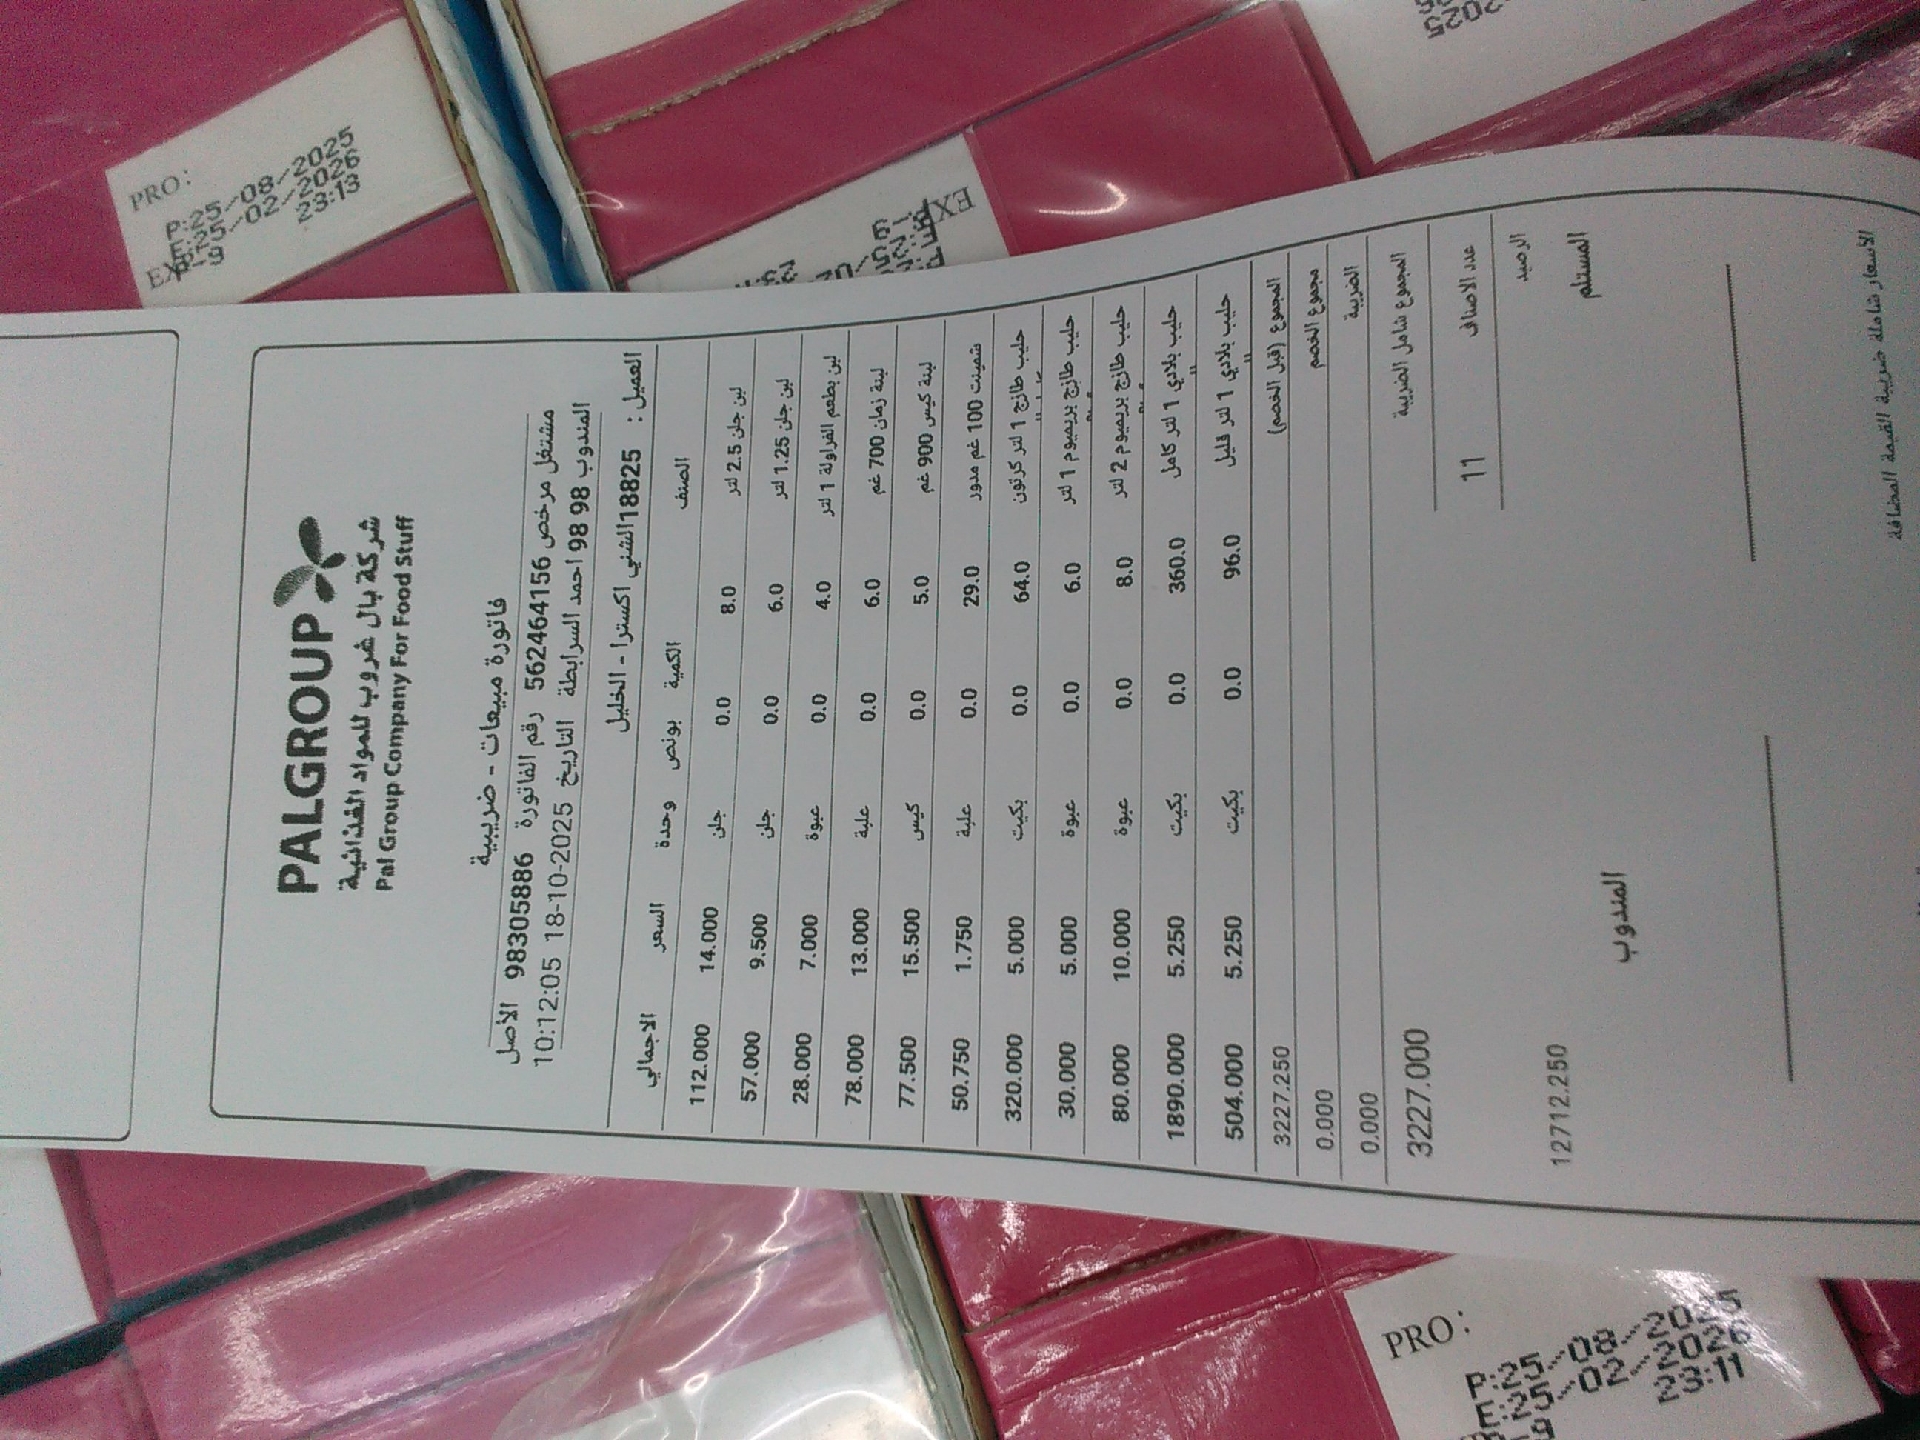 PRO:
P:25/08/2025
E:25/02/2026
23:13
PALGROUP
شركة بال غروب للمواد الغذائية
Pal Group Company For Food Stuff
فاتورة مبيعات - ضريبية
مشتغل مرخص 562464156 رقم الفاتورة 98305886 الأصل
المندوب 98 98 احمد السرابطة التاريخ 2025-10-18 10:12:05
العميل : 18825الشني اكسترا - الخليل
الصنف الكمية بونص وحدة السعر الاجمالي
لبن جلن 2.5 لتر 8.0 0.0 جلن 14.000 112.000
لبن جلن 1.25 لتر 6.0 0.0 جلن 9.500 57.000
لبن بطعم الفراولة 1 لتر 4.0 0.0 عبوة 7.000 28.000
لبنة زمان 700 غم 6.0 0.0 علبة 13.000 78.000
لبنة كيس 900 غم 5.0 0.0 كيس 15.500 77.500
شمينت 100 غم مدور 29.0 0.0 علبة 1.750 50.750
حليب طازج 1 لتر كرتون 64.0 0.0 بكيت 5.000 320.000
حليب طازج بريميوم 1 لتر 6.0 0.0 عبوة 5.000 30.000
حليب طازج بريميوم 2 لتر 8.0 0.0 عبوة 10.000 80.000
حليب بلادي 1 لتر كامل 360.0 0.0 بكيت 5.250 1890.000
حليب بلادي 1 لتر قليل 96.0 0.0 بكيت 5.250 504.000
المجموع (قبل الخصم) 3227.250
مجموع الخصم 0.000
الضريبة 0.000
المجموع شامل الضريبة 3227.000
عدد الاصناف 11
الرصيد 12712.250
المستلم المندوب
الأسعار شاملة ضريبة القيمة المضافة
PRO:
P:25/08/2025
E:25/02/2026
23:11